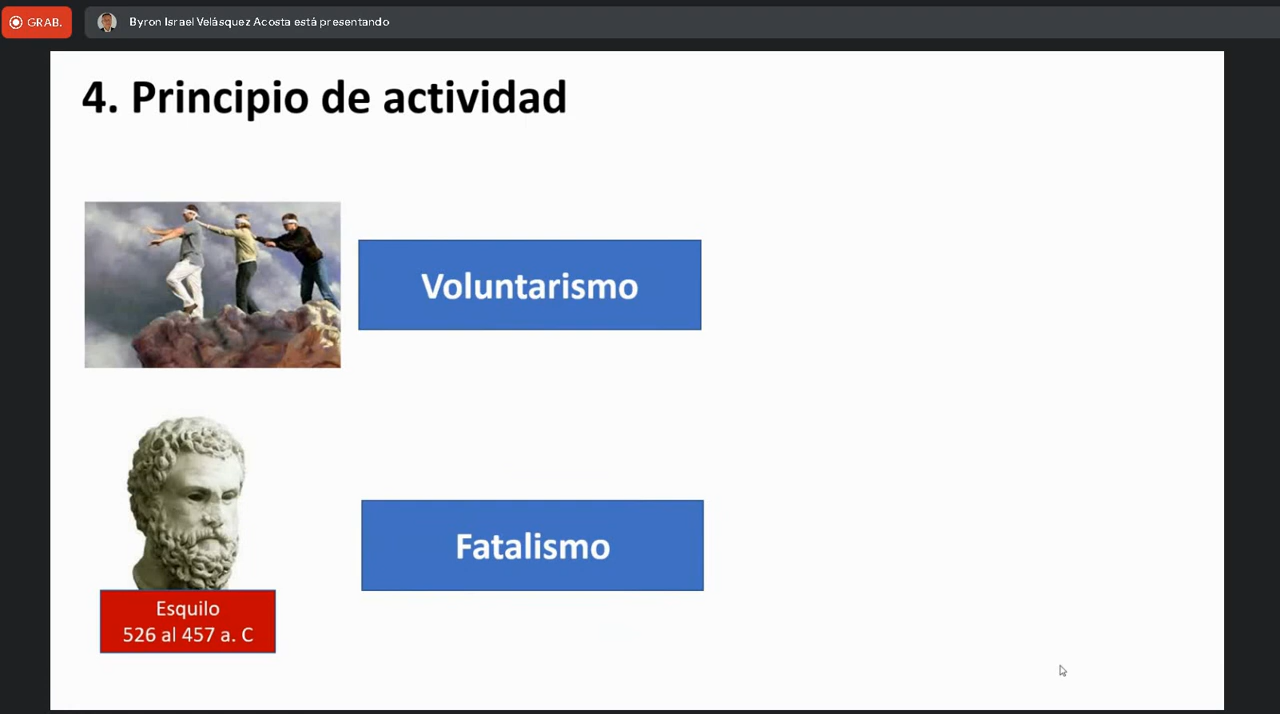 GRAB.
Byron Israel Velásquez Acosta está presentando
4. Principio de actividad
Voluntarismo
Fatalismo
Esquilo
526 al 457 a. C